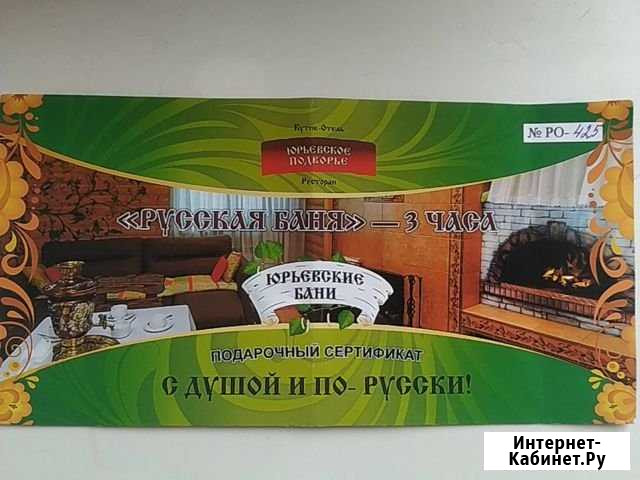 Бутик-Отель
ЮРЬЕВСКОЕ
ПОДВОРЬЕ
Ресторан
№ РО-425
«РУССКАЯ БАНЯ» — 3 ЧАСА
ЮРЬЕВСКИЕ
БАНИ
ПОДАРОЧНЫЙ СЕРТИФИКАТ
С ДУШОЙ И ПО- РУССКИ!
Интернет-
Кабинет.Ру